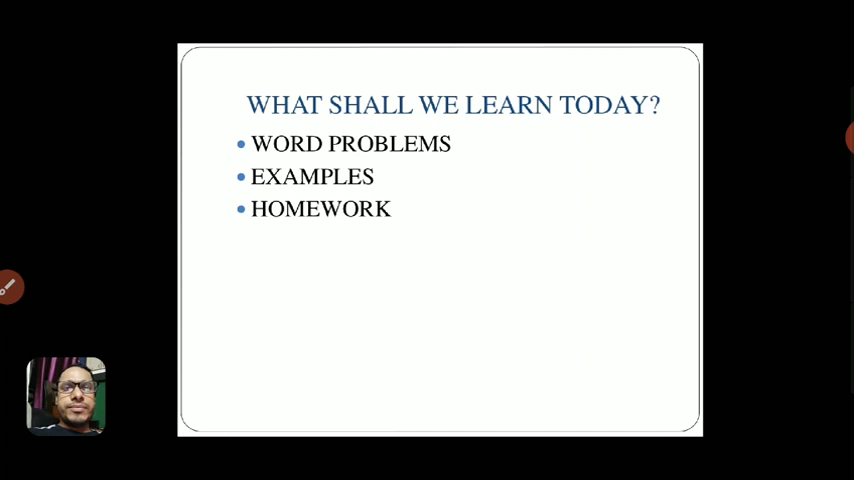 WHAT SHALL WE LEARN TODAY?
• WORD PROBLEMS
• EXAMPLES
• HOMEWORK